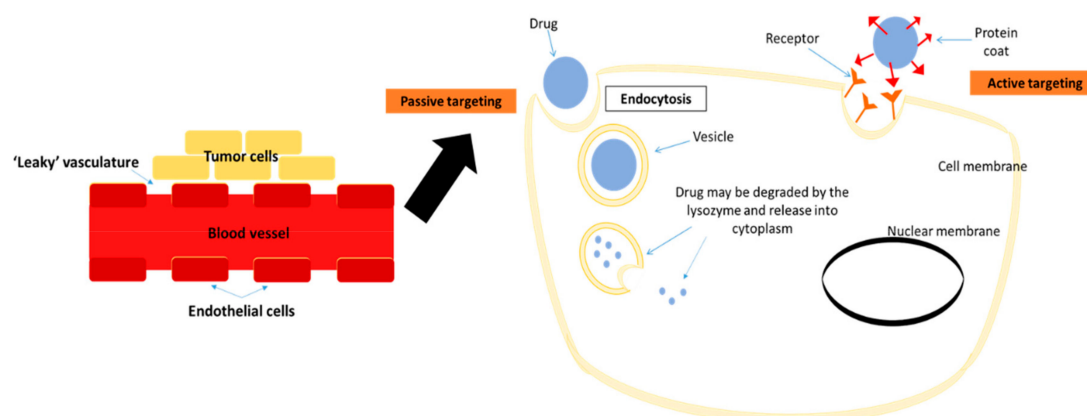 Drug
Receptor
Protein
coat
Passive targeting
Endocytosis
Active targeting
Vesicle
'Leaky' vasculature
Tumor cells
Cell membrane
Drug may be degraded by the
lysozyme and release into
cytoplasm
Blood vessel
Nuclear membrane
Endothelial cells